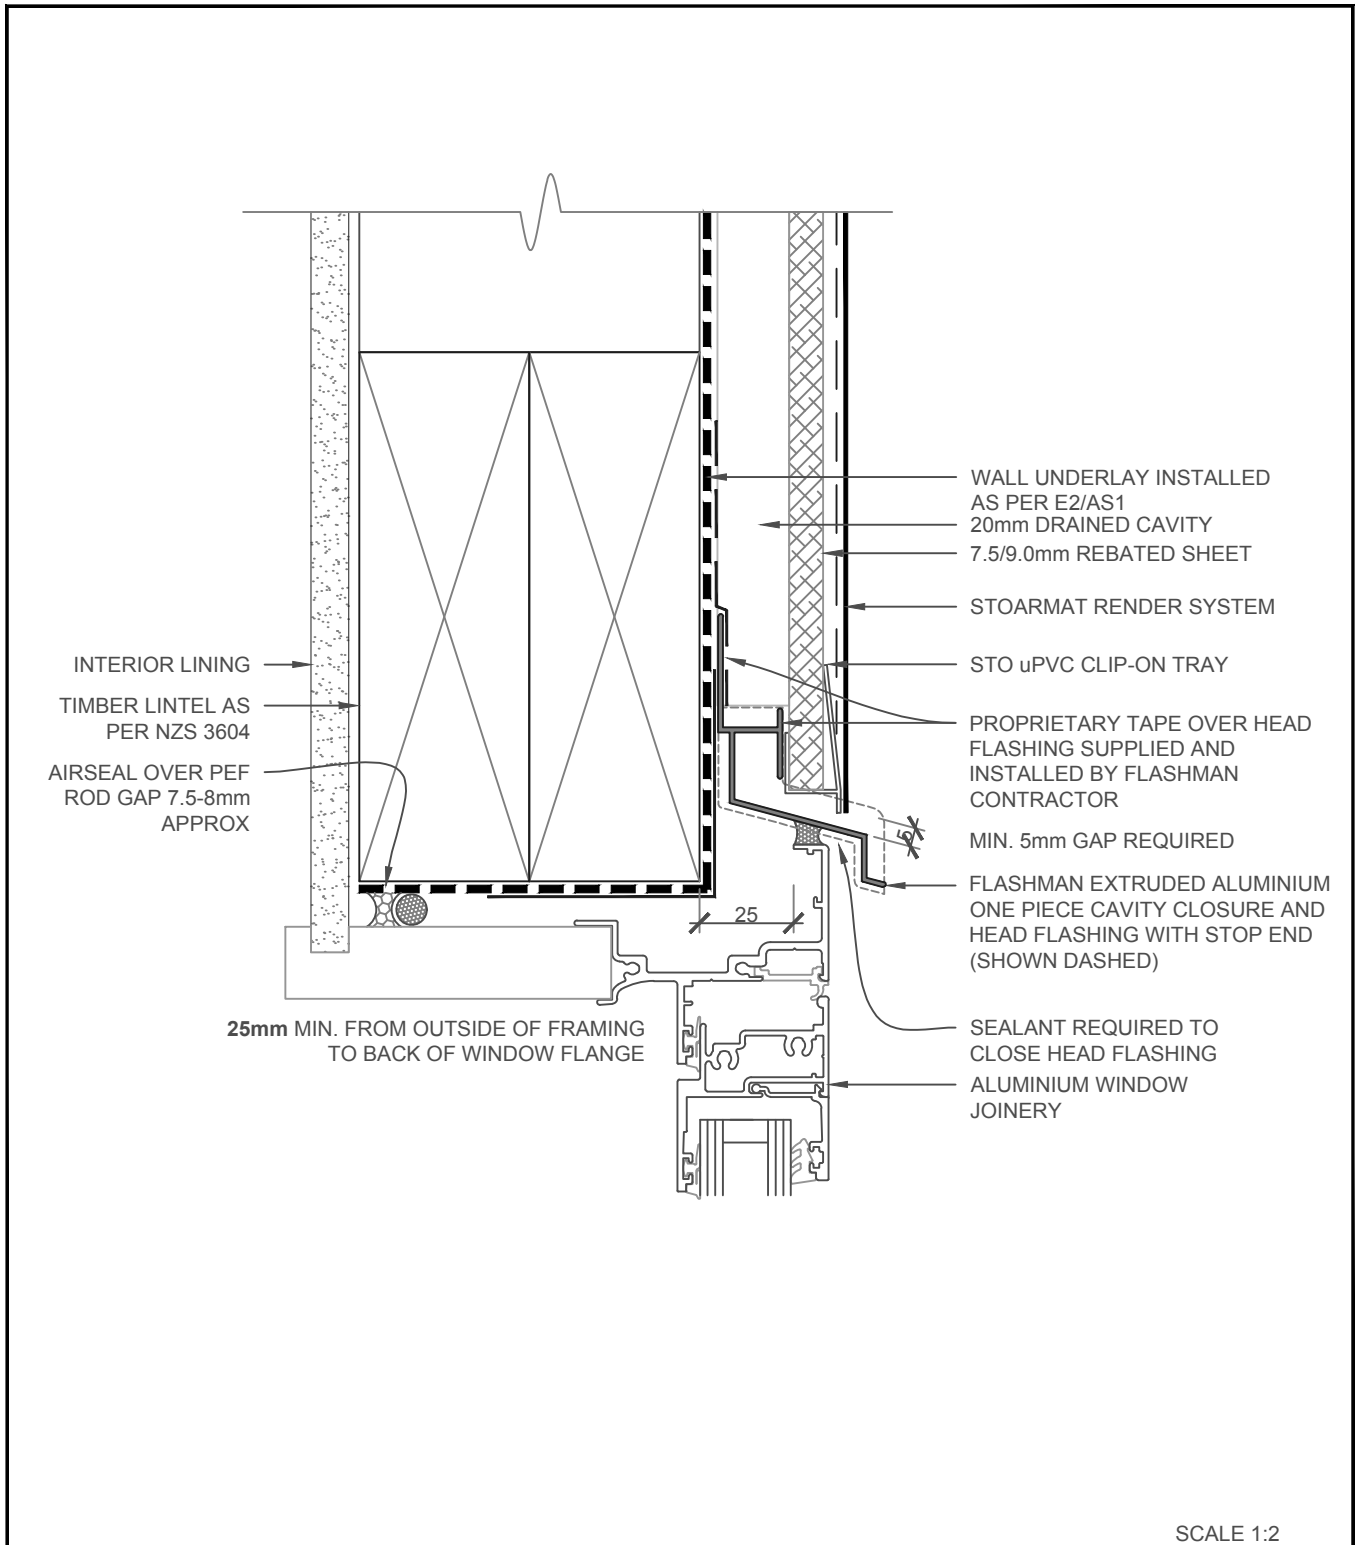 WALL UNDERLAY INSTALLED
AS PER E2/AS1
20mm DRAINED CAVITY
7.5/9.0mm REBATED SHEET
STOARMAT RENDER SYSTEM
INTERIOR LINING
STO uPVC CLIP-ON TRAY
TIMBER LINTEL AS
PER NZS 3604
PROPRIETARY TAPE OVER HEAD
FLASHING SUPPLIED AND
INSTALLED BY FLASHMAN
CONTRACTOR
AIRSEAL OVER PEF
ROD GAP 7.5-8mm
APPROX
5
MIN. 5mm GAP REQUIRED
FLASHMAN EXTRUDED ALUMINIUM
ONE PIECE CAVITY CLOSURE AND
HEAD FLASHING WITH STOP END
(SHOWN DASHED)
25
25mm MIN. FROM OUTSIDE OF FRAMING
TO BACK OF WINDOW FLANGE
SEALANT REQUIRED TO
CLOSE HEAD FLASHING
ALUMINIUM WINDOW
JOINERY
SCALE 1:2